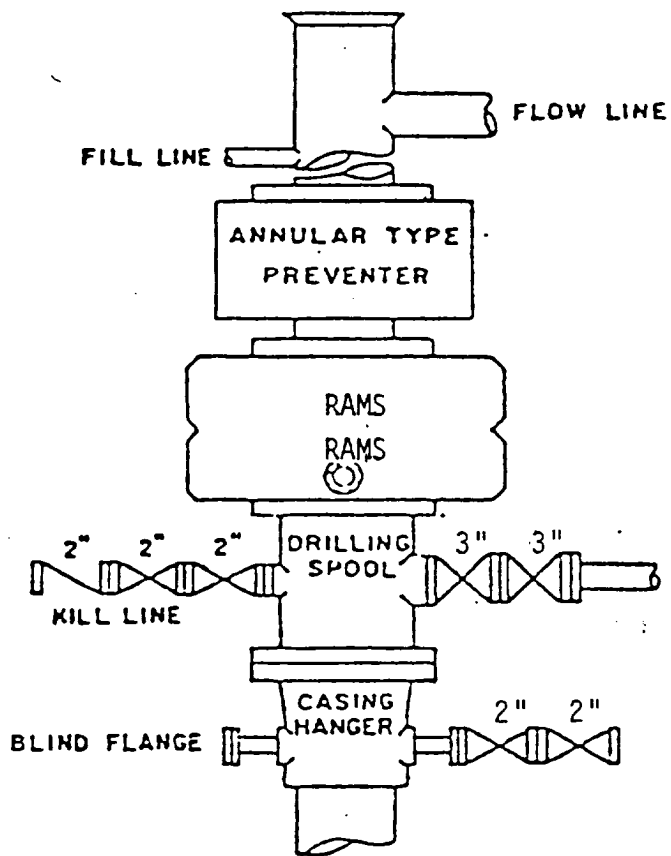 FLOW LINE
FILL LINE
ANNULAR TYPE
PREVENTER
RAMS
RAMS
2" 2" 2"
DRILLING
SPOOL
3" 3"
KILL LINE
CASING
HANGER
2" 2"
BLIND FLANGE